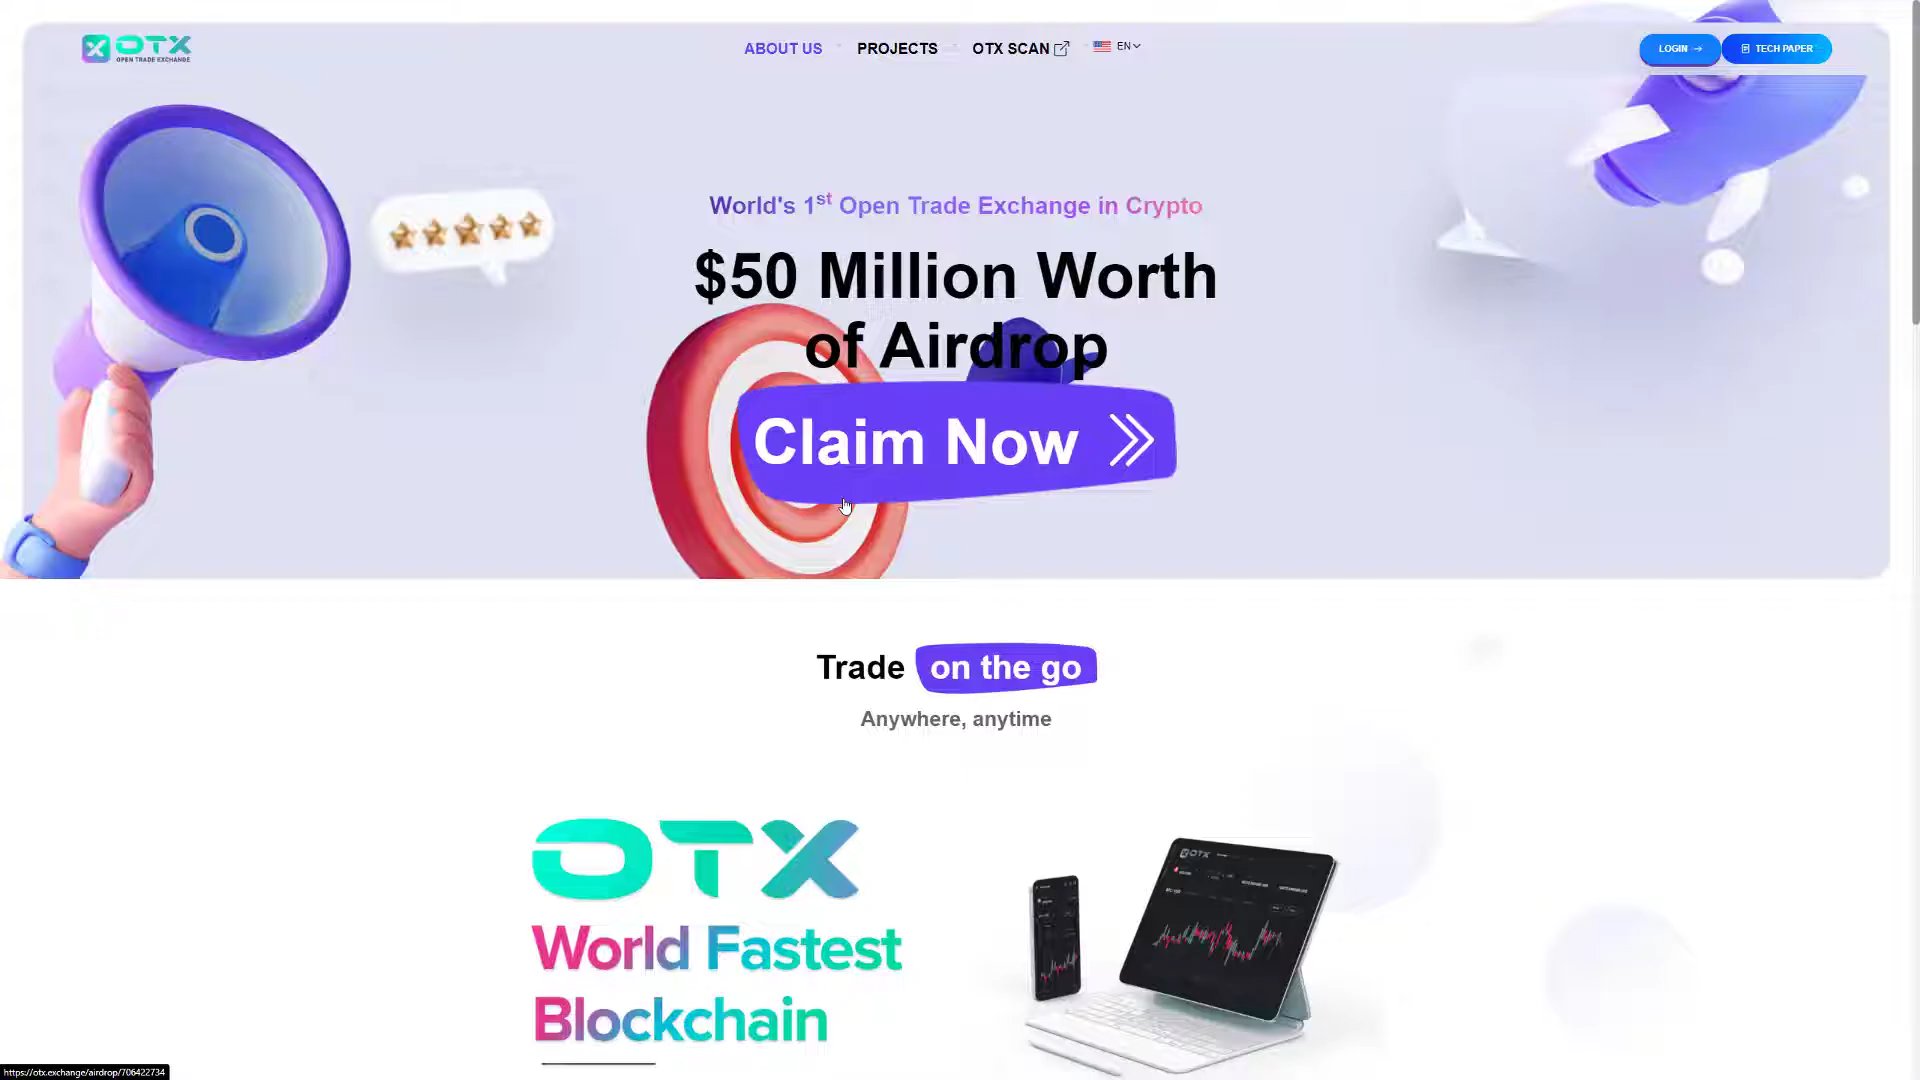 OTX
OPEN TRADE EXCHANGE
ABOUT US
PROJECTS
OTX SCAN
EN
LOGIN
TECH PAPER
World's 1st Open Trade Exchange in Crypto
$50 Million Worth
of Airdrop
Claim Now
Trade on the go
Anywhere, anytime
OTX
World Fastest
Blockchain
OTX
https://otx.exchange/airdrop/706422734